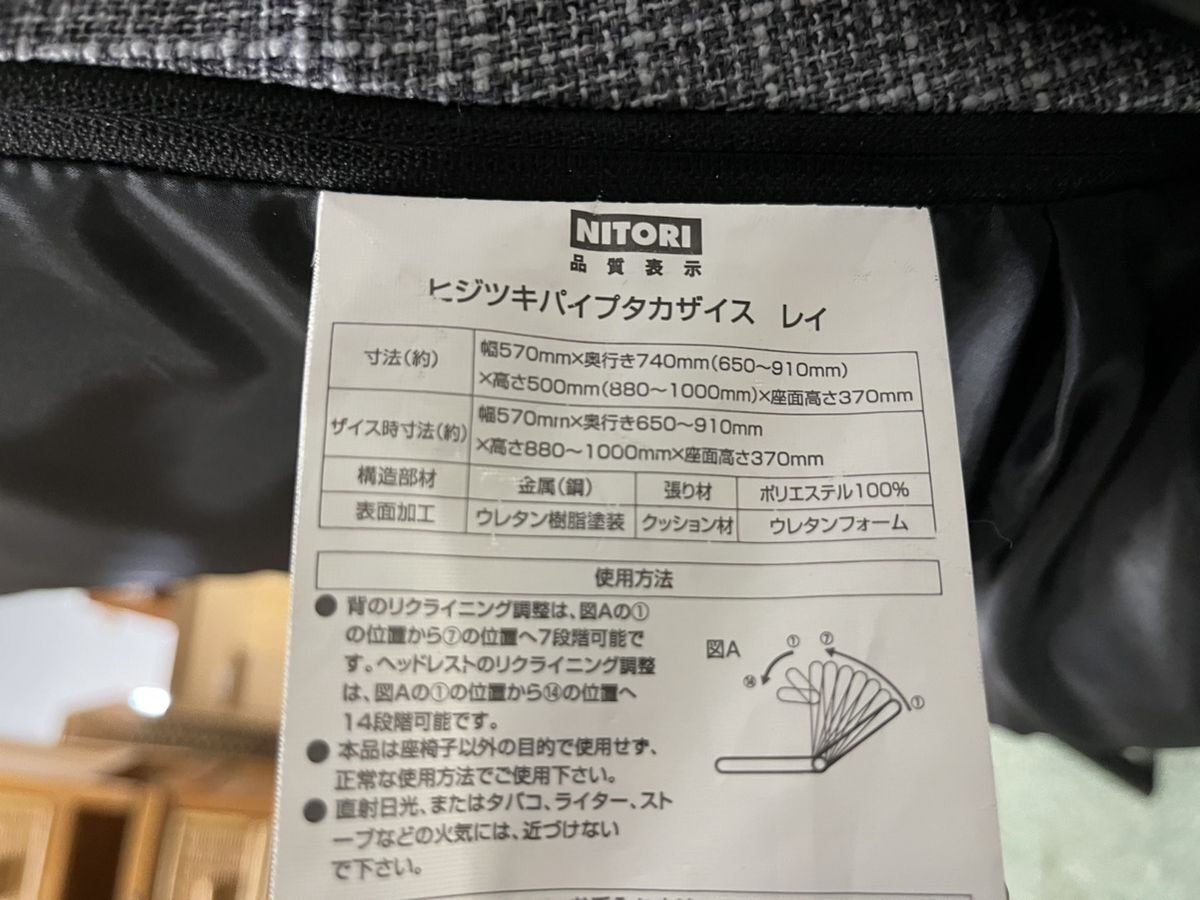 NITORI
品質表示
ヒジツキパイプタカザイス レイ
寸法(約)
幅570mm×奥行き740mm(650〜910mm)
×高さ500mm(880〜1000mm)×座面高さ370mm
ザイス時寸法(約)
幅570mm×奥行き650〜910mm
×高さ880〜1000mm×座面高さ370mm
構造部材 金属(鋼) 張り材 ポリエステル100%
表面加工 ウレタン樹脂塗装 クッション材 ウレタンフォーム
使用方法
● 背のリクライニング調整は、図Aの①
の位置から⑦の位置へ7段階可能で
す。ヘッドレストのリクライニング調整
は、図Aの①の位置から⑭の位置へ
14段階可能です。
● 本品は座椅子以外の目的で使用せず、
正常な使用方法でご使用下さい。
● 直射日光、またはタバコ、ライター、スト
ーブなどの火気には、近づけない
で下さい。
図A
① ⑦
⑭
①